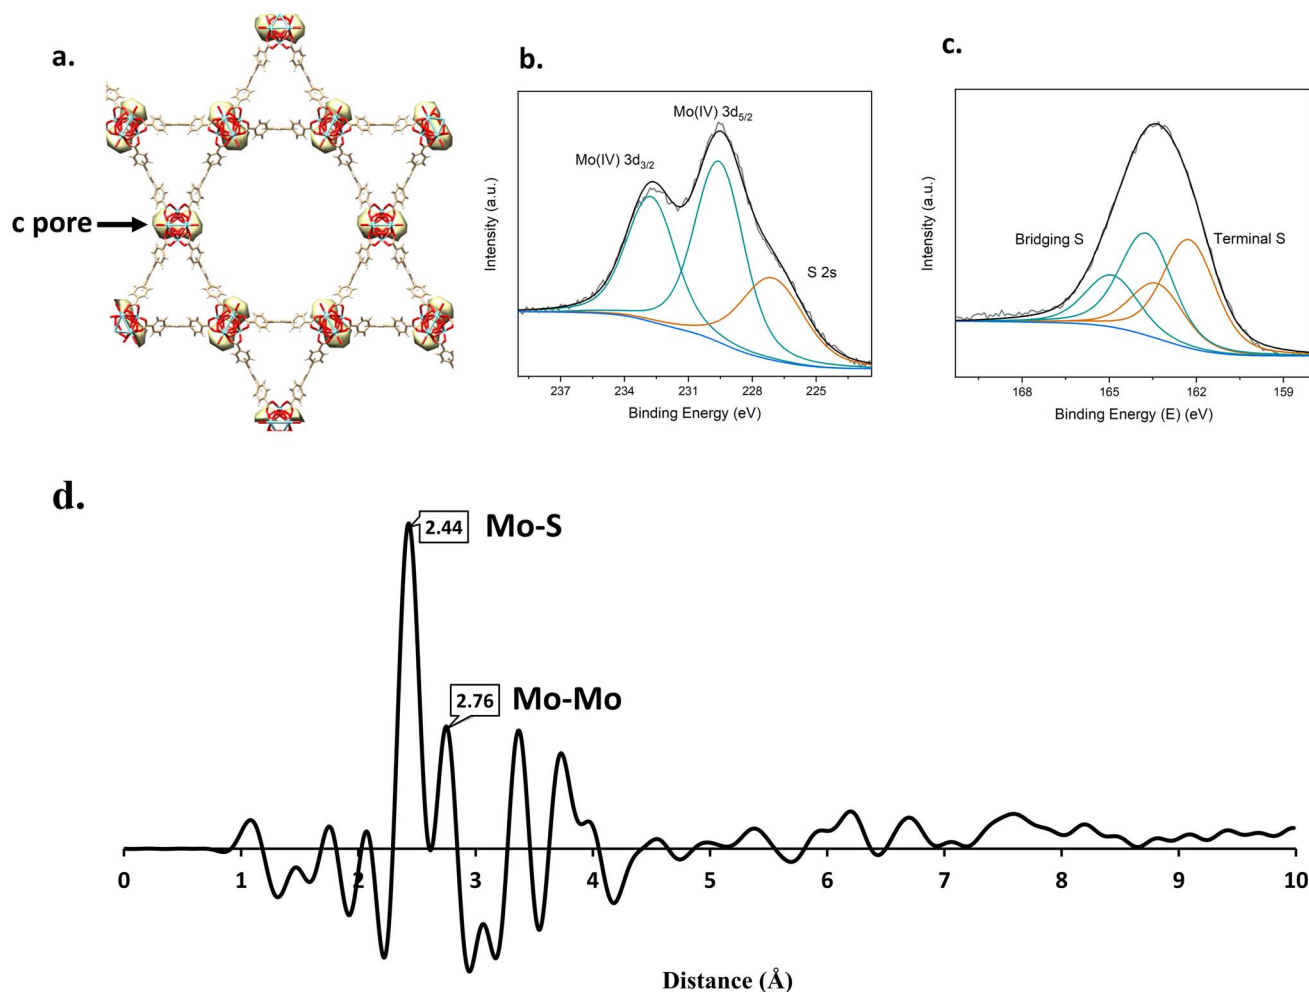 a.
c pore
b.
Mo(IV) 3d5/2
Mo(IV) 3d3/2
S 2s
Intensity (a.u.)
237 234 231 228 225
Binding Energy (eV)
c.
Bridging S
Terminal S
Intensity (a.u.)
168 165 162 159
Binding Energy (E) (eV)
d.
2.44 Mo-S
2.76 Mo-Mo
0 1 2 3 4 5 6 7 8 9 10
Distance (Å)